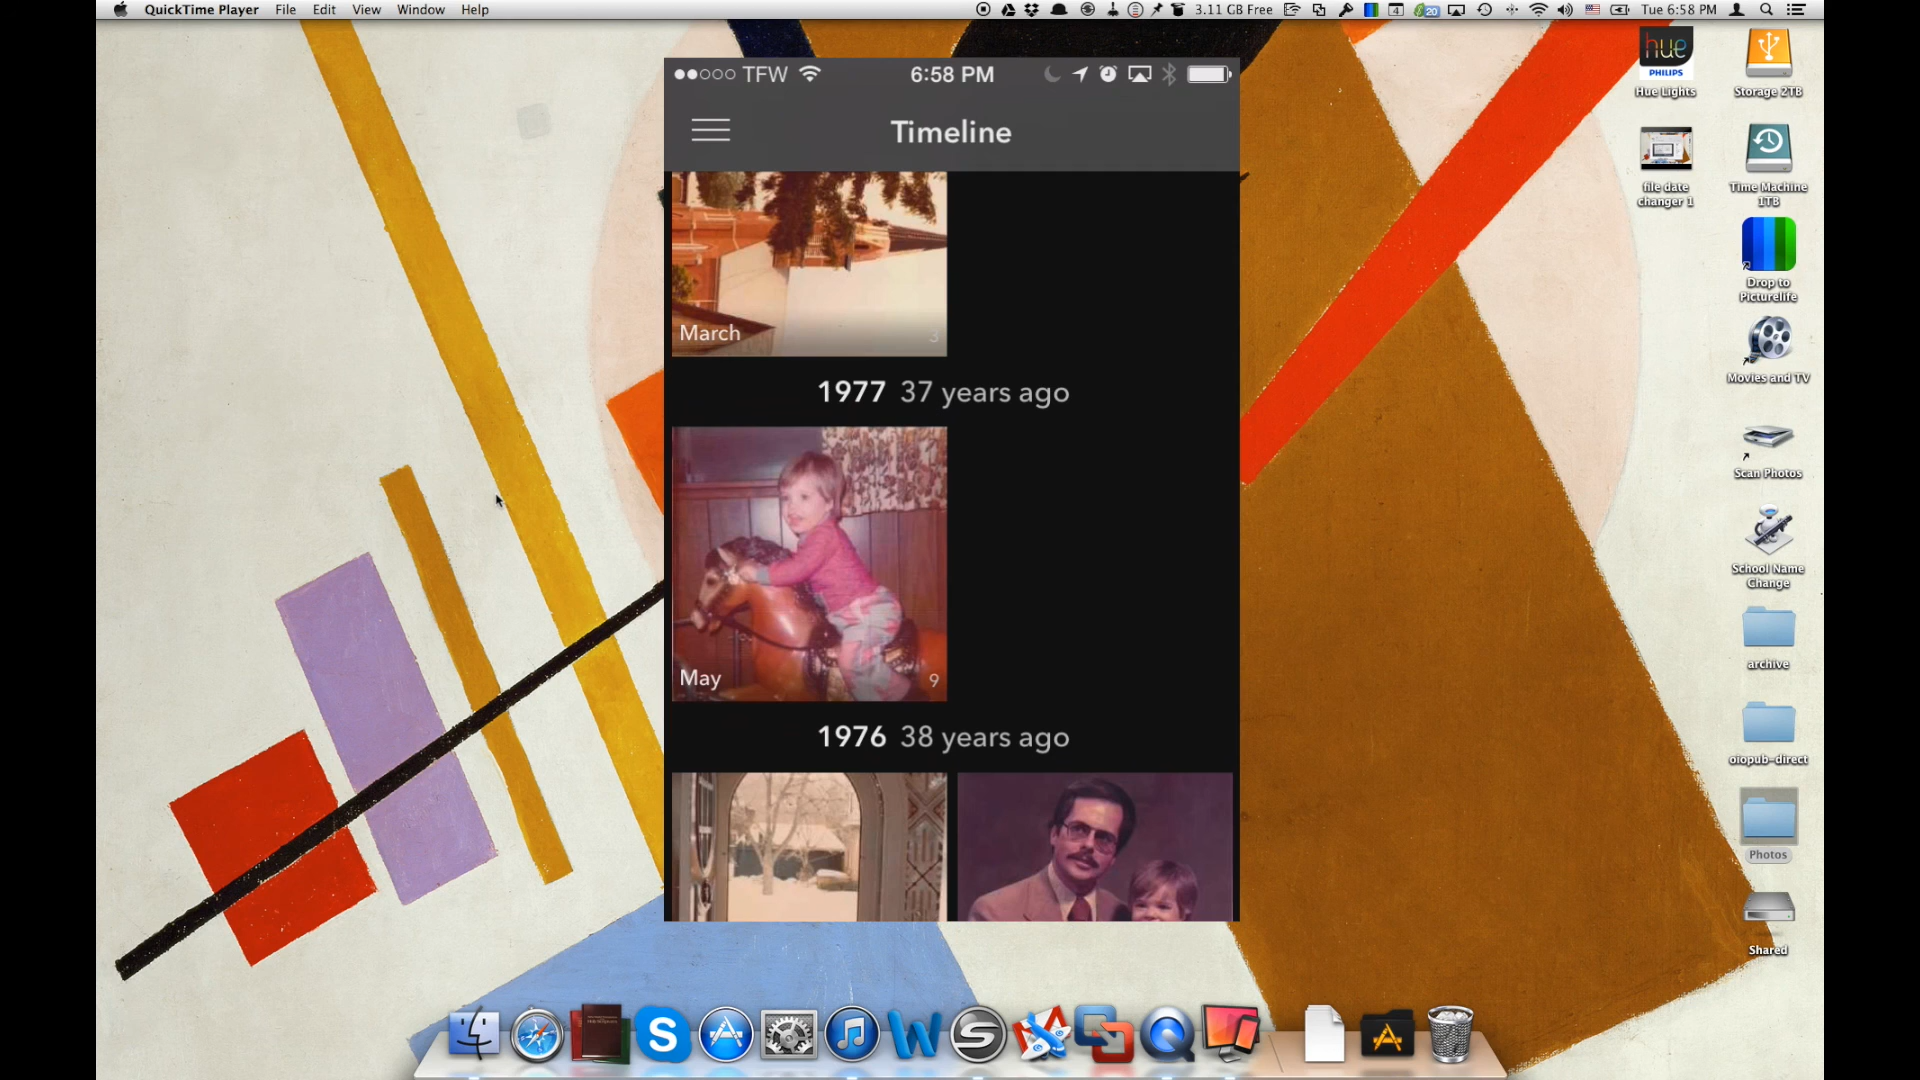 QuickTime Player File Edit View Window Help
3.11 GB Free
4
20
Tue 6:58 PM
TFW
6:58 PM
Timeline
March
3
1977 37 years ago
May
9
1976 38 years ago
hue
PHILIPS
Hue Lights
Storage 2TB
file date
changer 1
Time Machine
1TB
Drop to
Picturelife
Movies and TV
Scan Photos
School Name
Change
archive
oiopub-direct
Photos
Shared
S
W
S